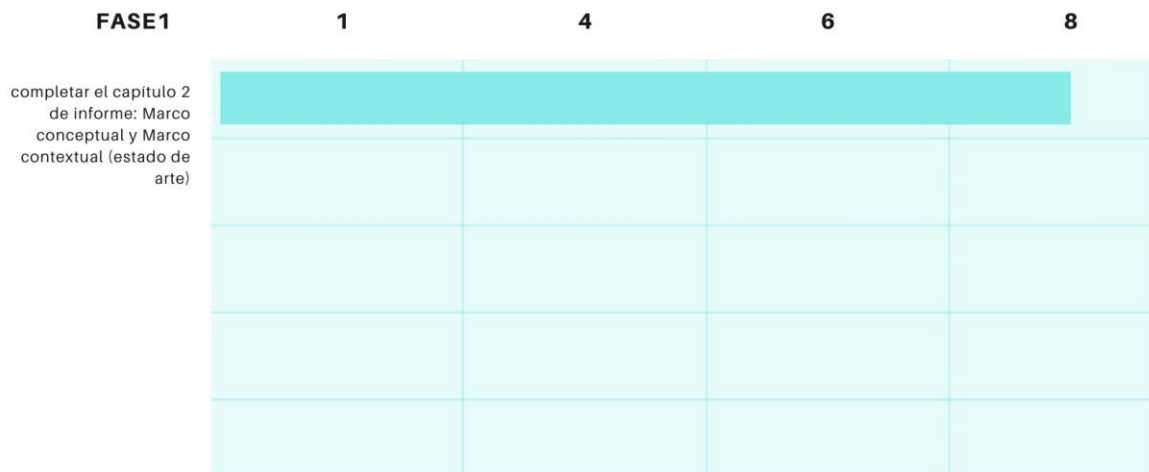 FASE1 1 4 6 8
completar el capítulo 2
de informe: Marco
conceptual y Marco
contextual (estado de
arte)